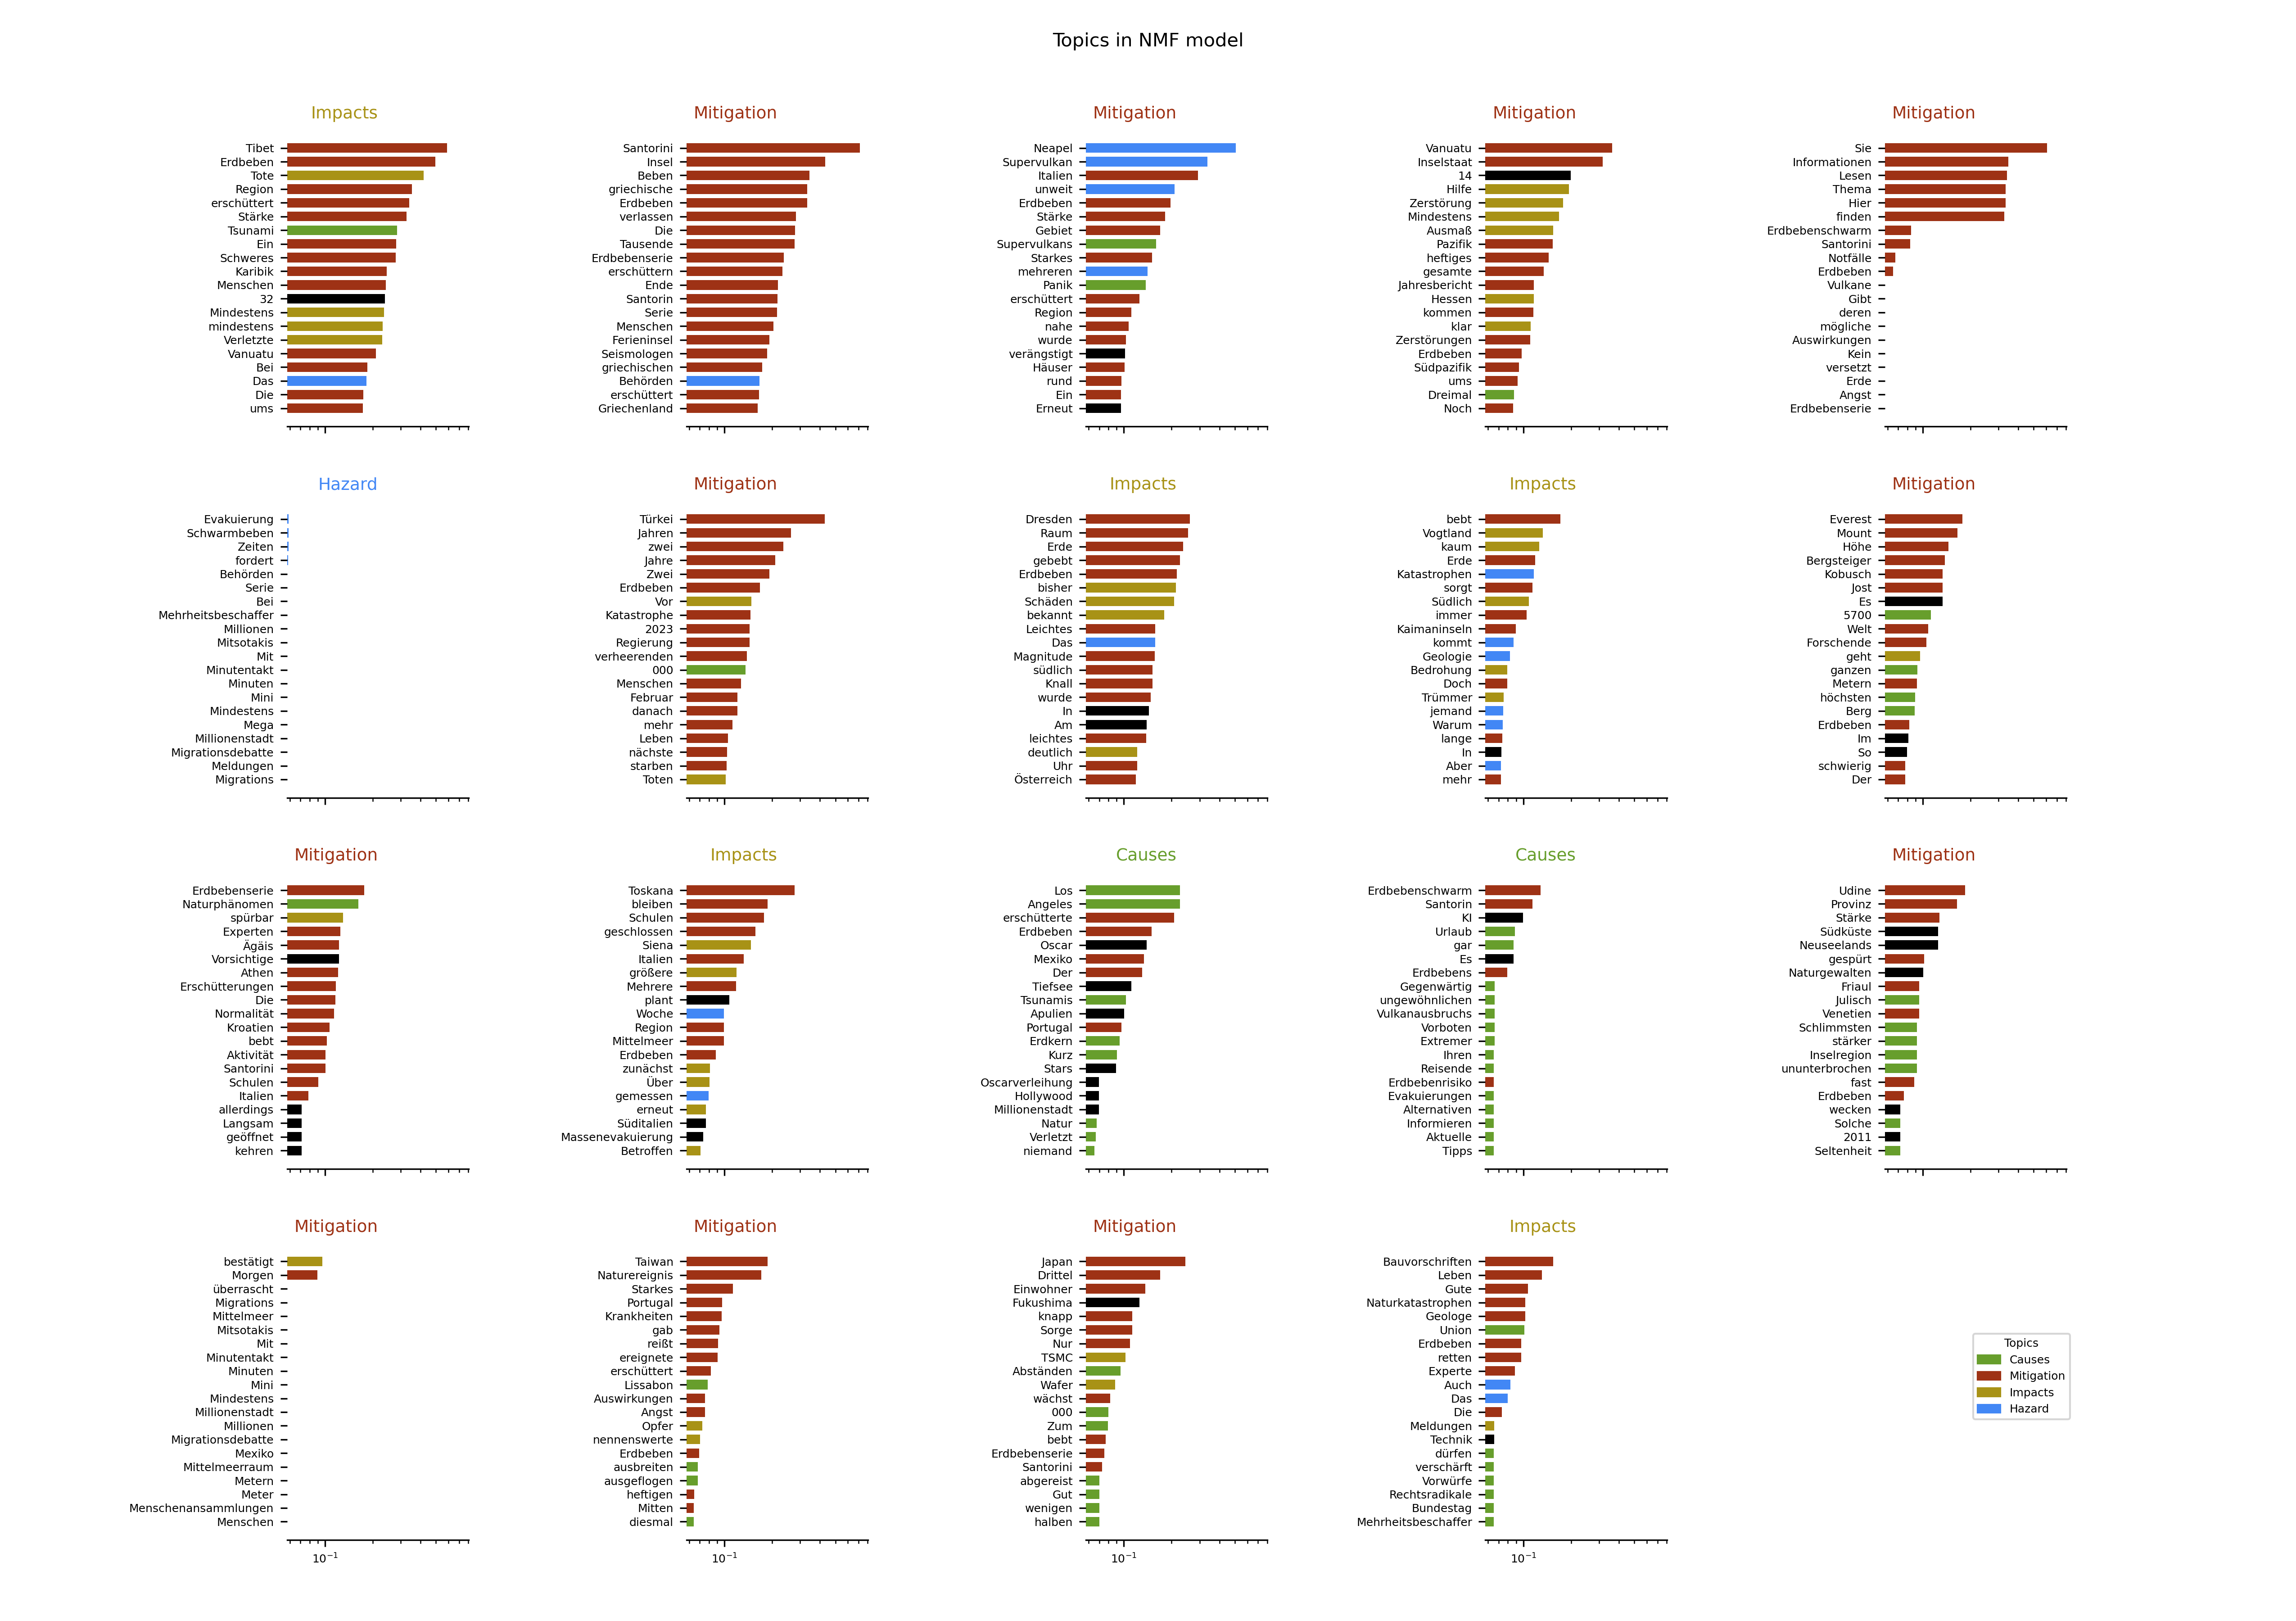 Topics in NMF model
Impacts
Tibet
Erdbeben
Tote
Region
erschüttert
Stärke
Tsunami
Ein
Schweres
Karibik
Menschen
32
Mindestens
mindestens
Verletzte
Vanuatu
Bei
Das
Die
ums
Mitigation
Santorini
Insel
Beben
griechische
Erdbeben
verlassen
Die
Tausende
Erdbebenserie
erschüttern
Ende
Santorin
Serie
Menschen
Ferieninsel
Seismologen
griechischen
Behörden
erschüttert
Griechenland
Mitigation
Neapel
Supervulkan
Italien
unweit
Erdbeben
Stärke
Gebiet
Supervulkans
Starkes
mehreren
Panik
erschüttert
Region
nahe
wurde
verängstigt
Häuser
rund
Ein
Erneut
Mitigation
Vanuatu
Inselstaat
14
Hilfe
Zerstörung
Mindestens
Ausmaß
Pazifik
heftiges
gesamte
Jahresbericht
Hessen
kommen
klar
Zerstörungen
Erdbeben
Südpazifik
ums
Dreimal
Noch
Mitigation
Sie
Informationen
Lesen
Thema
Hier
finden
Erdbebenschwarm
Santorini
Notfälle
Erdbeben
Vulkane
Gibt
deren
mögliche
Auswirkungen
Kein
versetzt
Erde
Angst
Erdbebenserie
Hazard
Evakuierung
Schwarmbeben
Zeiten
fordert
Behörden
Serie
Bei
Mehrheitsbeschaffer
Millionen
Mitsotakis
Mit
Minutentakt
Minuten
Mini
Mindestens
Mega
Millionenstadt
Migrationsdebatte
Meldungen
Migrations
Mitigation
Türkei
Jahren
zwei
Jahre
Zwei
Erdbeben
Vor
Katastrophe
2023
Regierung
verheerenden
000
Menschen
Februar
danach
mehr
Leben
nächste
starben
Toten
Impacts
Dresden
Raum
Erde
gebebt
Erdbeben
bisher
Schäden
bekannt
Leichtes
Das
Magnitude
südlich
Knall
wurde
In
Am
leichtes
deutlich
Uhr
Österreich
Impacts
bebt
Vogtland
kaum
Erde
Katastrophen
sorgt
Südlich
immer
Kaimaninseln
kommt
Geologie
Bedrohung
Doch
Trümmer
jemand
Warum
lange
In
Aber
mehr
Mitigation
Everest
Mount
Höhe
Bergsteiger
Kobusch
Jost
Es
5700
Welt
Forschende
geht
ganzen
Metern
höchsten
Berg
Erdbeben
Im
So
schwierig
Der
Mitigation
Erdbebenserie
Naturphänomen
spürbar
Experten
Ägäis
Vorsichtige
Athen
Erschütterungen
Die
Normalität
Kroatien
bebt
Aktivität
Santorini
Schulen
Italien
allerdings
Langsam
geöffnet
kehren
Impacts
Toskana
bleiben
Schulen
geschlossen
Siena
Italien
größere
Mehrere
plant
Woche
Region
Mittelmeer
Erdbeben
zunächst
Über
gemessen
erneut
Süditalien
Massenevakuierung
Betroffen
Causes
Los
Angeles
erschütterte
Erdbeben
Oscar
Mexiko
Der
Tiefsee
Tsunamis
Apulien
Portugal
Erdkern
Kurz
Stars
Oscarverleihung
Hollywood
Millionenstadt
Natur
Verletzt
niemand
Causes
Erdbebenschwarm
Santorin
KI
Urlaub
gar
Es
Erdbebens
Gegenwärtig
ungewöhnlichen
Vulkanausbruchs
Vorboten
Extremer
Ihren
Reisende
Erdbebenrisiko
Evakuierungen
Alternativen
Informieren
Aktuelle
Tipps
Mitigation
Udine
Provinz
Stärke
Südküste
Neuseelands
gespürt
Naturgewalten
Friaul
Julisch
Venetien
Schlimmsten
stärker
Inselregion
ununterbrochen
fast
Erdbeben
wecken
Solche
2011
Seltenheit
Mitigation
bestätigt
Morgen
überrascht
Migrations
Mittelmeer
Mitsotakis
Mit
Minutentakt
Minuten
Mini
Mindestens
Millionenstadt
Millionen
Migrationsdebatte
Mexiko
Mittelmeerraum
Metern
Meter
Menschenansammlungen
Menschen
10⁻¹
Mitigation
Taiwan
Naturereignis
Starkes
Portugal
Krankheiten
gab
reißt
ereignete
erschüttert
Lissabon
Auswirkungen
Angst
Opfer
nennenswerte
Erdbeben
ausbreiten
ausgeflogen
heftigen
Mitten
diesmal
10⁻¹
Mitigation
Japan
Drittel
Einwohner
Fukushima
knapp
Sorge
Nur
TSMC
Abständen
Wafer
wächst
000
Zum
bebt
Erdbebenserie
Santorini
abgereist
Gut
wenigen
halben
10⁻¹
Impacts
Bauvorschriften
Leben
Gute
Naturkatastrophen
Geologe
Union
Erdbeben
retten
Experte
Auch
Das
Die
Meldungen
Technik
dürfen
verschärft
Vorwürfe
Rechtsradikale
Bundestag
Mehrheitsbeschaffer
10⁻¹
Topics
Causes
Mitigation
Impacts
Hazard